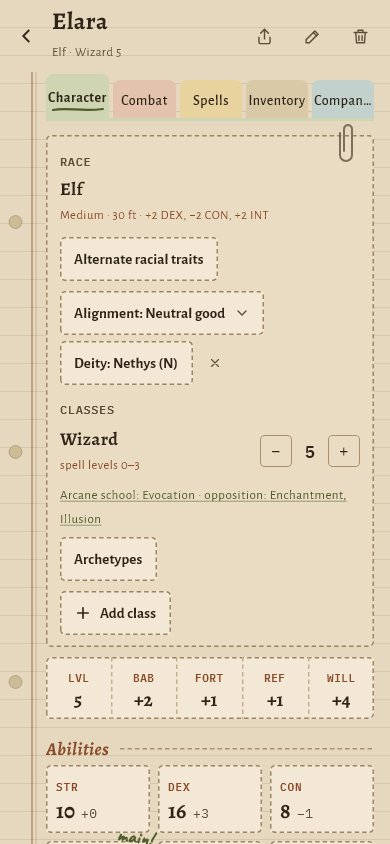 Elara
Elf · Wizard 5
Character Combat Spells Inventory Compan…
RACE
Elf
Medium · 30 ft · +2 DEX, −2 CON, +2 INT
Alternate racial traits
Alignment: Neutral good
Deity: Nethys (N) ×
CLASSES
Wizard
− 5 +
spell levels 0–3
Arcane school: Evocation · opposition: Enchantment,
Illusion
Archetypes
+ Add class
LVL BAB FORT REF WILL
5 +2 +1 +1 +4
Abilities
STR DEX CON
10 +0 16 +3 8 −1
main!